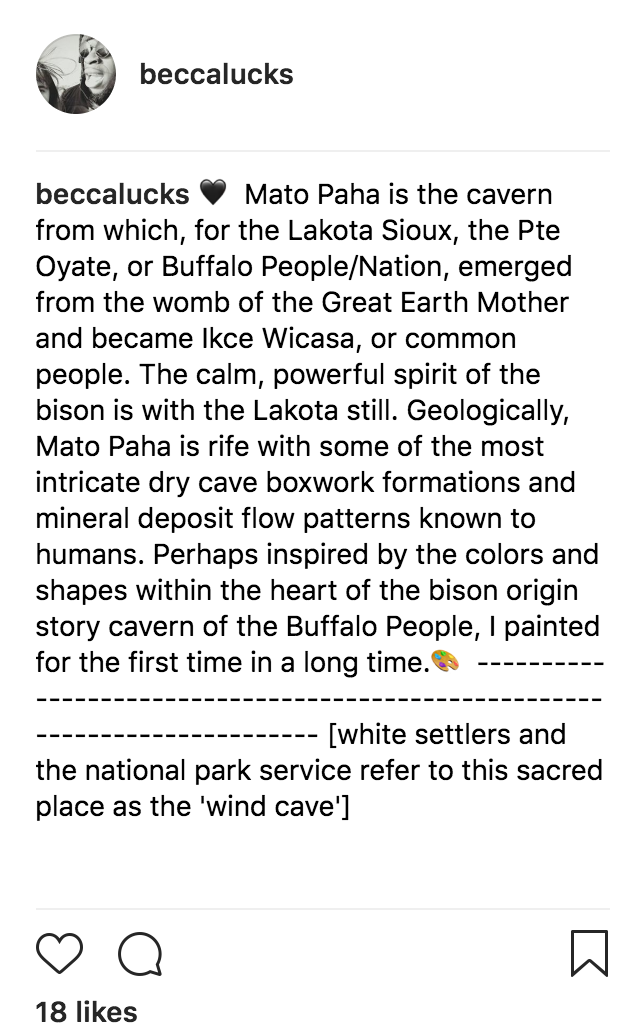 beccalucks
beccalucks 🖤 Mato Paha is the cavern
from which, for the Lakota Sioux, the Pte
Oyate, or Buffalo People/Nation, emerged
from the womb of the Great Earth Mother
and became Ikce Wicasa, or common
people. The calm, powerful spirit of the
bison is with the Lakota still. Geologically,
Mato Paha is rife with some of the most
intricate dry cave boxwork formations and
mineral deposit flow patterns known to
humans. Perhaps inspired by the colors and
shapes within the heart of the bison origin
story cavern of the Buffalo People, I painted
for the first time in a long time.🎨 ----------
--------------------------------------------
---------------------- [white settlers and
the national park service refer to this sacred
place as the 'wind cave']
18 likes